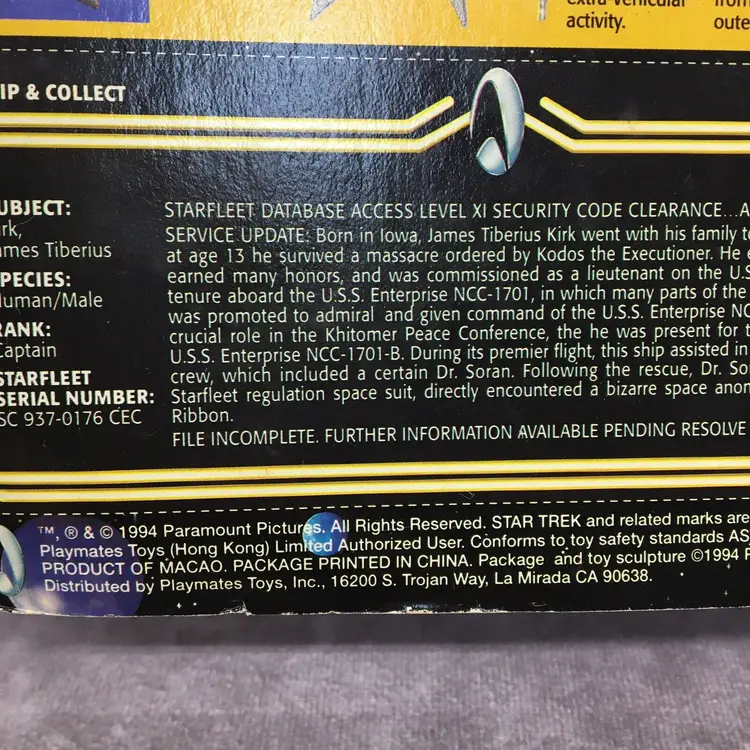 extra-vehicular
activity.
from
oute
IP & COLLECT
UBJECT:
rk,
ames Tiberius
PECIES:
uman/Male
ANK:
Captain
STARFLEET
SERIAL NUMBER:
SC 937-0176 CEC
STARFLEET DATABASE ACCESS LEVEL XI SECURITY CODE CLEARANCE...A
SERVICE UPDATE: Born in Iowa, James Tiberius Kirk went with his family to
at age 13 he survived a massacre ordered by Kodos the Executioner. He e
earned many honors, and was commissioned as a lieutenant on the U.S
tenure aboard the U.S.S. Enterprise NCC-1701, in which many parts of the
was promoted to admiral and given command of the U.S.S. Enterprise NC
crucial role in the Khitomer Peace Conference, the he was present for t
U.S.S. Enterprise NCC-1701-B. During its premier flight, this ship assisted in
crew, which included a certain Dr. Soran. Following the rescue, Dr. Sor
Starfleet regulation space suit, directly encountered a bizarre space anom
Ribbon.
FILE INCOMPLETE. FURTHER INFORMATION AVAILABLE PENDING RESOLVE
™, ® & © 1994 Paramount Pictures. All Rights Reserved. STAR TREK and related marks are
Playmates Toys (Hong Kong) Limited Authorized User. Conforms to toy safety standards AS
PRODUCT OF MACAO. PACKAGE PRINTED IN CHINA. Package and toy sculpture ©1994 P
Distributed by Playmates Toys, Inc., 16200 S. Trojan Way, La Mirada CA 90638.